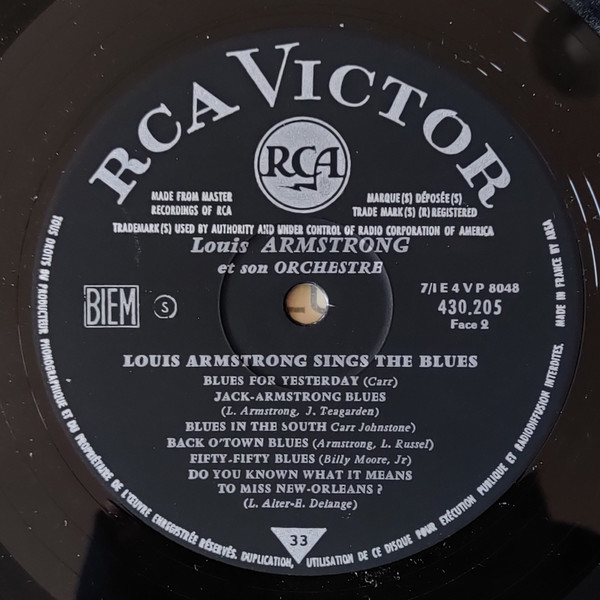 RCA VICTOR
RCA
MADE FROM MASTER
RECORDINGS OF RCA
MARQUE(S) DÉPOSÉE(S)
TRADE MARK(S) (R) REGISTERED
TRADEMARK(S) USED BY AUTHORITY AND UNDER CONTROL OF RADIO CORPORATION OF AMERICA
Louis ARMSTRONG
et son ORCHESTRE
BIEM
S
7/I E 4 V P 8048
430.205
Face 2
LOUIS ARMSTRONG SINGS THE BLUES
BLUES FOR YESTERDAY (Carr)
JACK-ARMSTRONG BLUES
(L. Armstrong, J. Teagarden)
BLUES IN THE SOUTH Carr Johnstone)
BACK O'TOWN BLUES (Armstrong, L. Russel)
FIFTY-FIFTY BLUES (Billy Moore, Jr)
DO YOU KNOWN WHAT IT MEANS
TO MISS NEW-ORLEANS ?
(L. Alter-E. Delange)
33
TOUS DROITS DU PRODUCTEUR PHONOGRAPHIQUE ET DU PROPRIÉTAIRE DE L'ŒUVRE ENREGISTRÉE RÉSERVÉS. DUPLICATION, UTILISATION DE CE DISQUE POUR EXÉCUTION PUBLIQUE ET RADIODIFFUSION INTERDITES. MADE IN FRANCE BY AREA